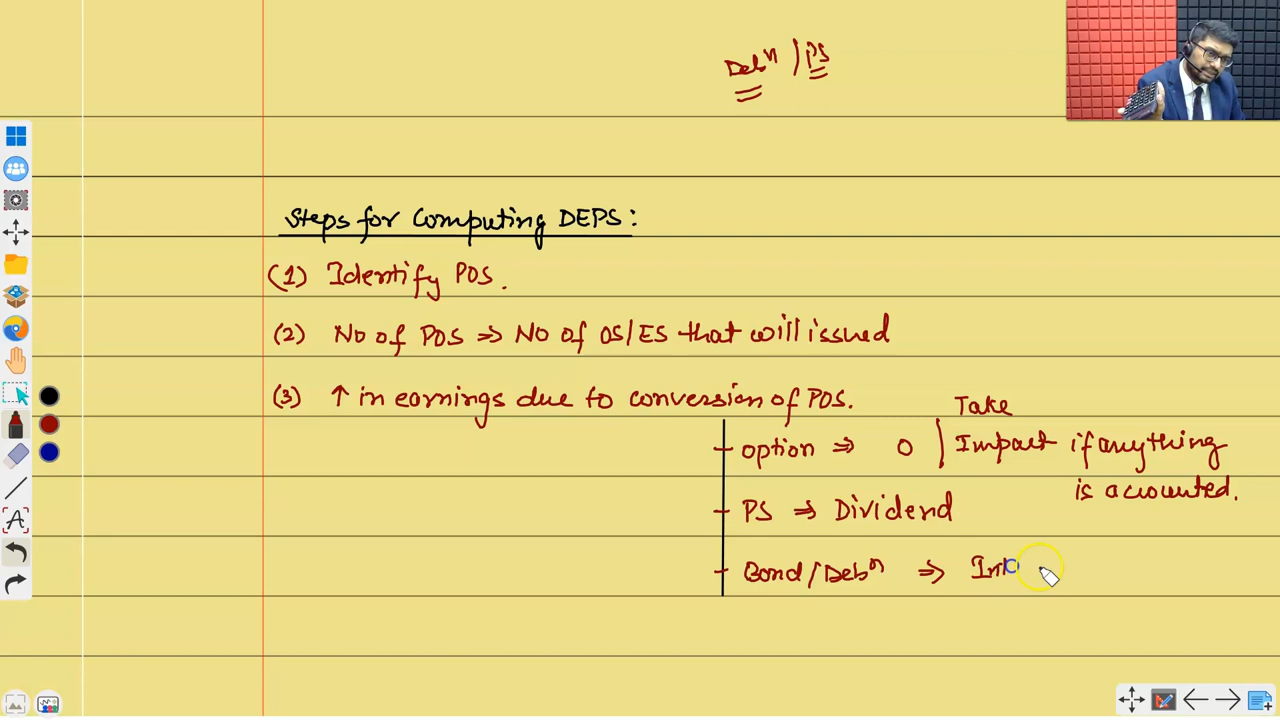 Debⁿ / PS
Steps for Computing DEPS:
(1) Identify POS.
(2) No of POS ⇒ No of OS/ES that will issued
(3) ↑ in earnings due to conversion of POS.
Take
option ⇒ 0 | Impact if anything
is accounted.
PS ⇒ Dividend
Bond/Debⁿ ⇒ Int